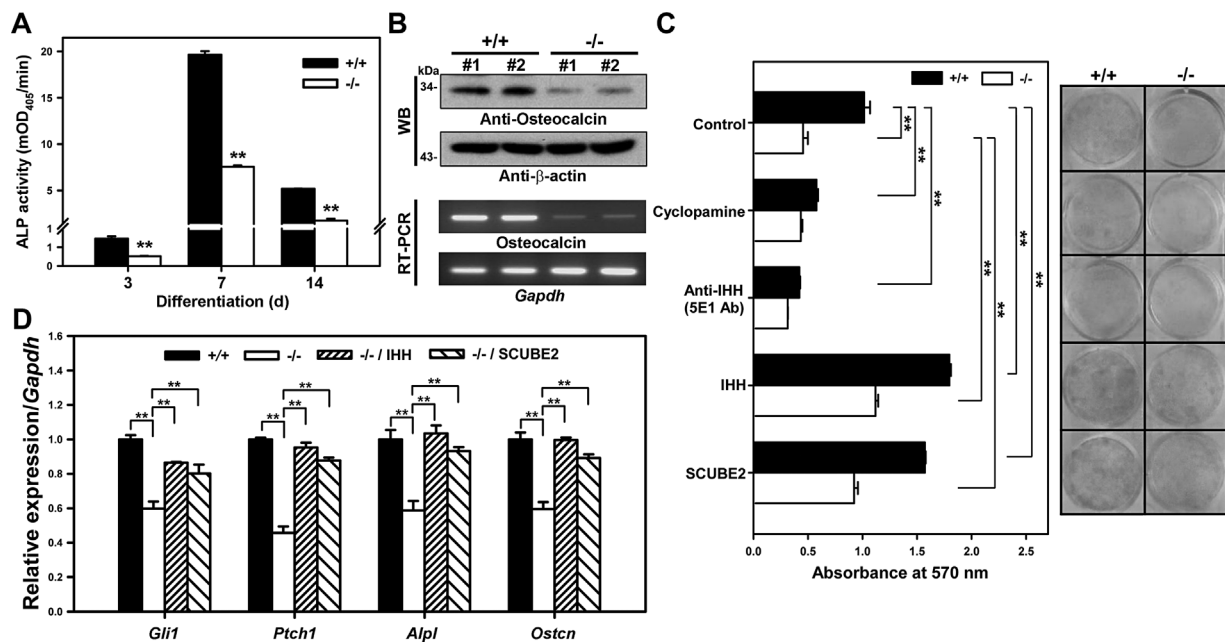 A
ALP activity (mOD405/min)
20
15
10
5
1
1
0
+/+
-/-
**
**
**
3
7
14
Differentiation (d)
B
+/+
-/-
kDa
#1
#2
#1
#2
34-
WB
Anti-Osteocalcin
43-
Anti-β-actin
RT-PCR
Osteocalcin
Gapdh
C
+/+
-/-
Control
Cyclopamine
Anti-IHH
(5E1 Ab)
IHH
SCUBE2
**
**
**
**
**
**
**
0.0
0.5
1.0
1.5
2.0
2.5
Absorbance at 570 nm
+/+
-/-
D
Relative expression/Gapdh
1.6
1.4
1.2
1.0
0.8
0.6
0.4
0.2
0.0
+/+
-/-
-/- / IHH
-/- / SCUBE2
**
**
**
**
**
**
**
**
**
**
**
**
Gli1
Ptch1
Alpl
Ostcn